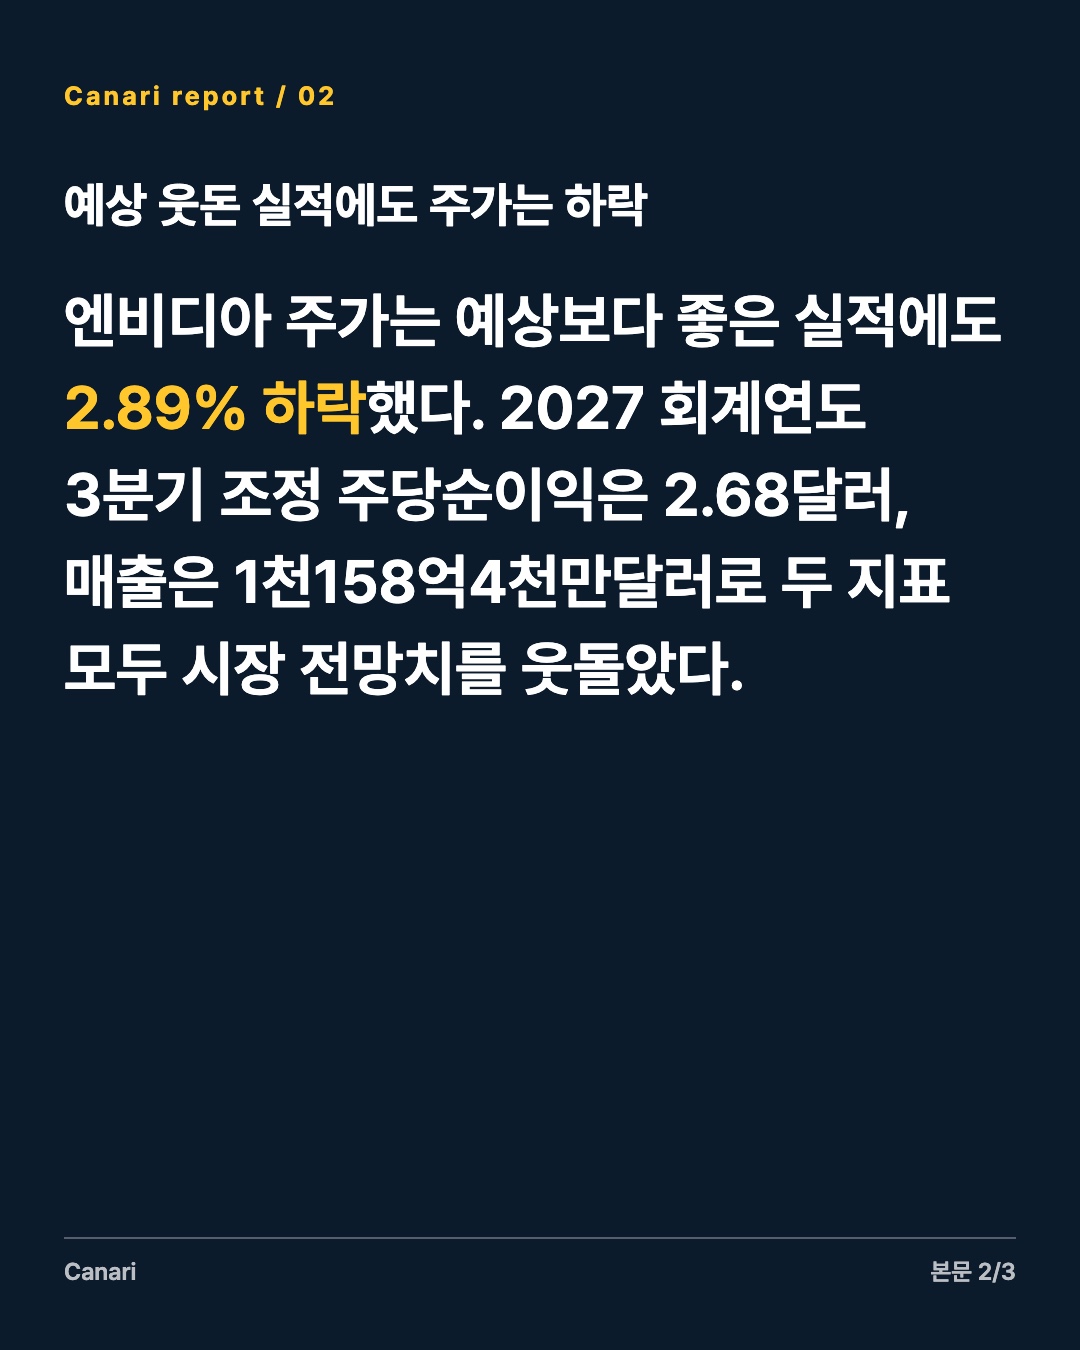 Canari report / 02
예상 웃돈 실적에도 주가는 하락
엔비디아 주가는 예상보다 좋은 실적에도
2.89% 하락했다. 2027 회계연도
3분기 조정 주당순이익은 2.68달러,
매출은 1천158억4천만달러로 두 지표
모두 시장 전망치를 웃돌았다.
Canari
본문 2/3